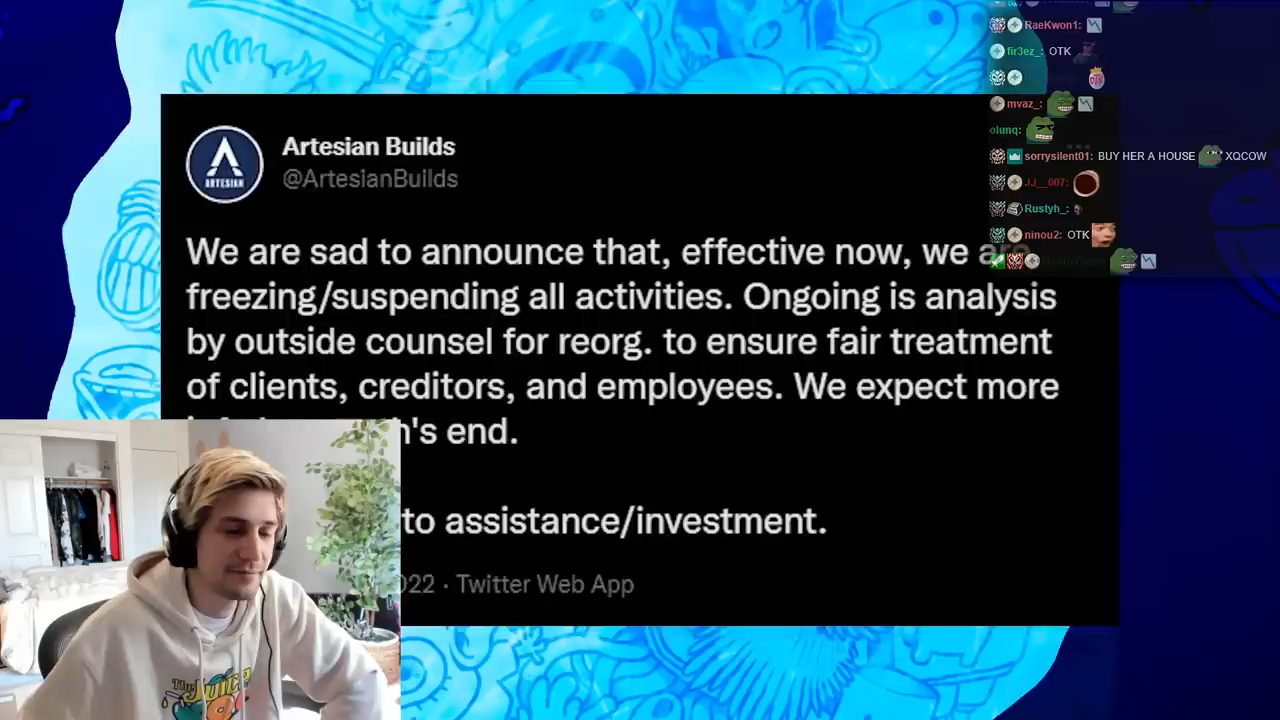 Artesian Builds
@ArtesianBuilds
ARTESIAN
We are sad to announce that, effective now, we
freezing/suspending all activities. Ongoing is analysis
by outside counsel for reorg. to ensure fair treatment
of clients, creditors, and employees. We expect more
h's end.
to assistance/investment.
022 · Twitter Web App
RaeKwon1:
fir3ez_: OTK
mvaz_:
olunq:
sorrysilent01: BUY HER A HOUSE XQCOW
JJ__007:
Rustyh_:
ninou2: OTK
The JUICE